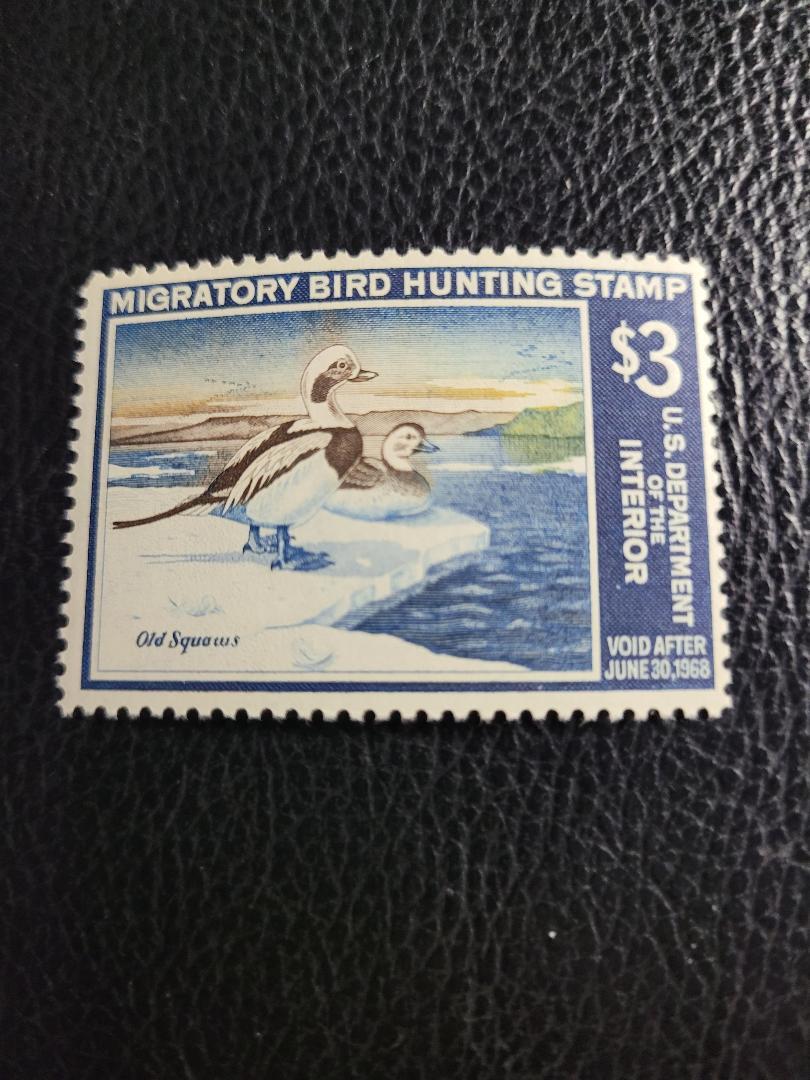 MIGRATORY BIRD HUNTING STAMP
$3
U.S. DEPARTMENT
OF THE
INTERIOR
Old Squaws
VOID AFTER
JUNE 30, 1968